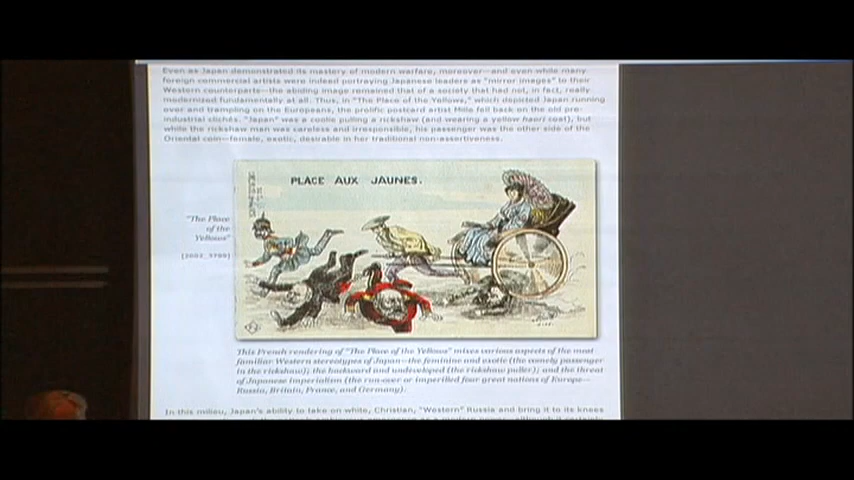 Even as Japan demonstrated its mastery of modern warfare, moreover—and even while many
foreign commercial artists were indeed portraying Japanese leaders as "mirror images" to their
Western counterparts—the abiding image remained that of a society that had not, in fact, really
modernized fundamentally at all. Thus, in "The Place of the Yellows," which depicted Japan running
over and trampling on the Europeans, the prolific postcard artist Mille fell back on the old pre-
industrial clichés. "Japan" was a coolie pulling a rickshaw (and wearing a yellow haori coat), but
while the rickshaw man was careless and irresponsible, his passenger was the other side of the
Oriental coin—female, exotic, desirable in her traditional non-assertiveness.
PLACE AUX JAUNES.
"The Place
of the
Yellows"
[2002_3700]
This French rendering of "The Place of the Yellows" mixes various aspects of the most
familiar Western stereotypes of Japan—the feminine and exotic (the comely passenger
in the rickshaw); the backward and undeveloped (the rickshaw puller); and the threat
of Japanese imperialism (the run-over or imperilled four great nations of Europe—
Russia, Britain, France, and Germany).
In this milieu, Japan's ability to take on white, Christian, "Western" Russia and bring it to its knees